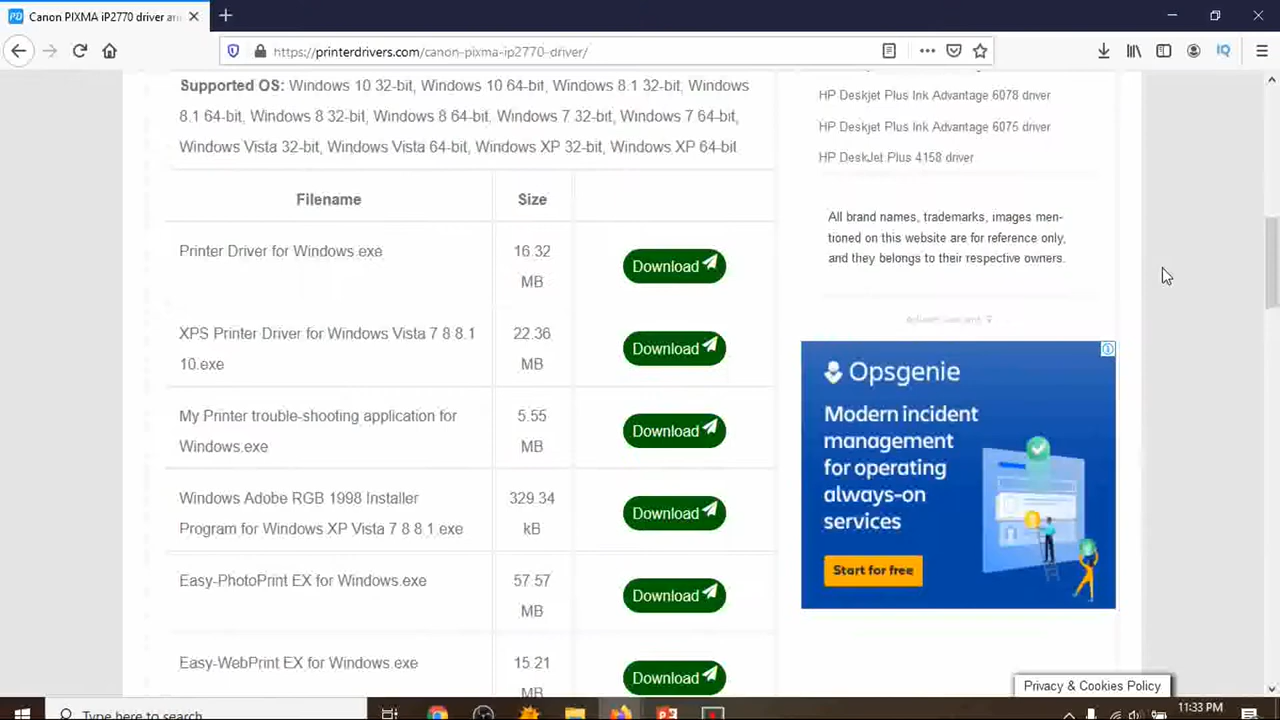 Canon PIXMA iP2770 driver an
https://printerdrivers.com/canon-pixma-ip2770-driver/
Supported OS: Windows 10 32-bit, Windows 10 64-bit, Windows 8.1 32-bit, Windows
8.1 64-bit, Windows 8 32-bit, Windows 8 64-bit, Windows 7 32-bit, Windows 7 64-bit,
Windows Vista 32-bit, Windows Vista 64-bit, Windows XP 32-bit, Windows XP 64-bit
Filename Size
Printer Driver for Windows.exe 16.32 Download
MB
XPS Printer Driver for Windows Vista 7 8 8.1 22.36 Download
10.exe MB
My Printer trouble-shooting application for 5.55 Download
Windows.exe MB
Windows Adobe RGB 1998 Installer 329.34 Download
Program for Windows XP Vista 7 8 8.1.exe kB
Easy-PhotoPrint EX for Windows.exe 57.57 Download
MB
Easy-WebPrint EX for Windows.exe 15.21 Download
MB
HP Deskjet Plus Ink Advantage 6078 driver
HP Deskjet Plus Ink Advantage 6075 driver
HP DeskJet Plus 4158 driver
All brand names, trademarks, images men-
tioned on this website are for reference only,
and they belongs to their respective owners.
Opsgenie
Modern incident
management
for operating
always-on
services
Start for free
Privacy & Cookies Policy
Type here to search
11:33 PM